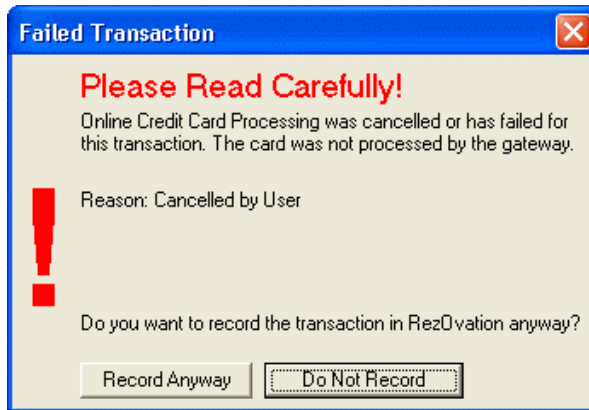 Failed Transaction
Please Read Carefully!
Online Credit Card Processing was cancelled or has failed for
this transaction. The card was not processed by the gateway.
Reason: Cancelled by User
Do you want to record the transaction in RezOvation anyway?
Record Anyway
Do Not Record